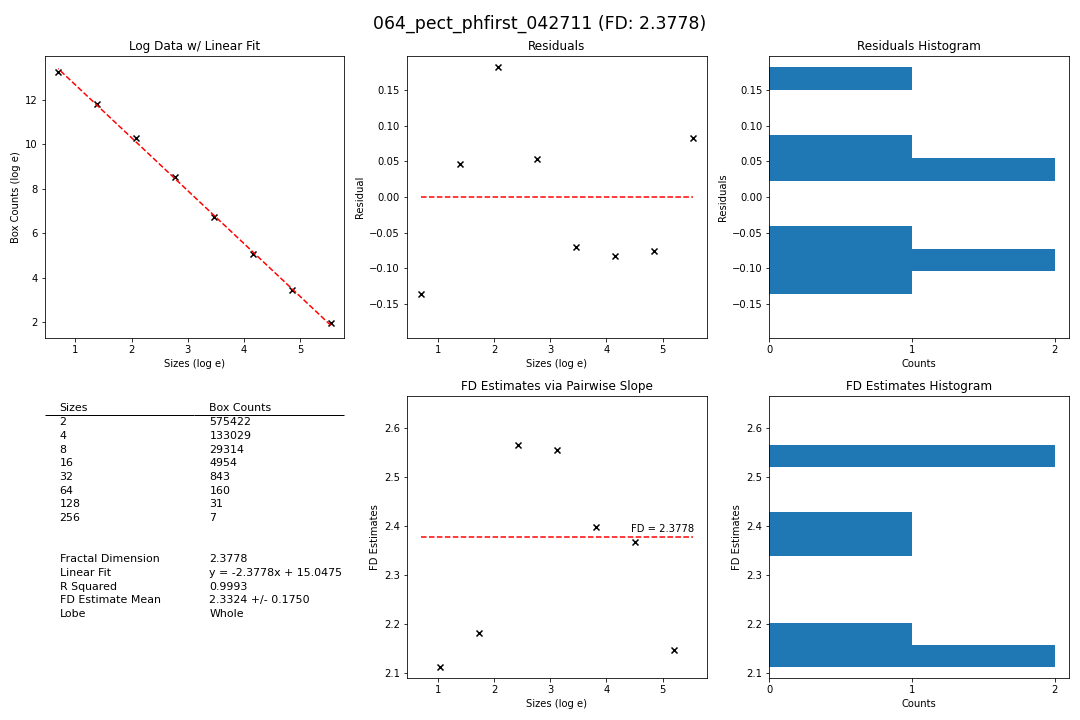 064_pect_phfirst_042711 (FD: 2.3778)
Log Data w/ Linear Fit
Box Counts (log e)
12
10
8
6
4
2
1 2 3 4 5
Sizes (log e)
Residuals
Residual
0.15
0.10
0.05
0.00
−0.05
−0.10
−0.15
1 2 3 4 5
Sizes (log e)
Residuals Histogram
Residuals
0.15
0.10
0.05
0.00
−0.05
−0.10
−0.15
0 1 2
Counts
Sizes Box Counts
2 575422
4 133029
8 29314
16 4954
32 843
64 160
128 31
256 7
Fractal Dimension 2.3778
Linear Fit y = -2.3778x + 15.0475
R Squared 0.9993
FD Estimate Mean 2.3324 +/- 0.1750
Lobe Whole
FD Estimates via Pairwise Slope
FD Estimates
2.6
2.5
2.4
2.3
2.2
2.1
FD = 2.3778
1 2 3 4 5
Sizes (log e)
FD Estimates Histogram
FD Estimates
2.6
2.5
2.4
2.3
2.2
2.1
0 1 2
Counts